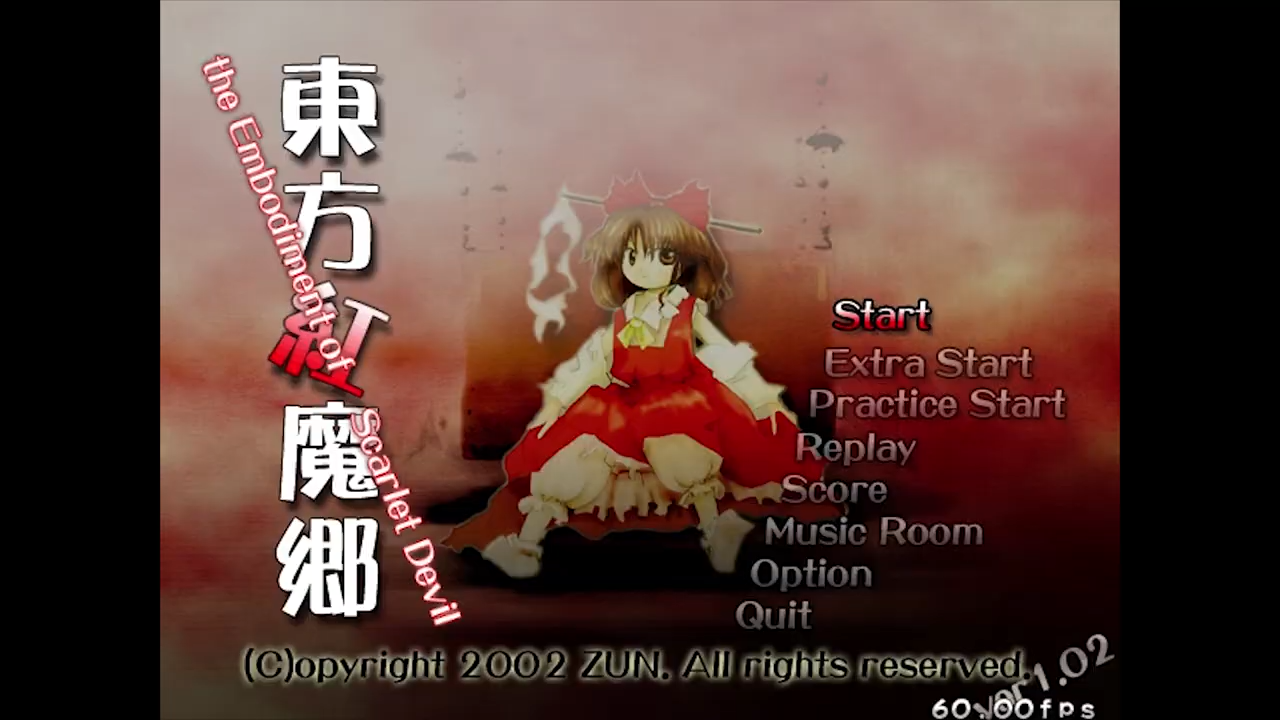 東方紅魔郷
the Embodiment of Scarlet Devil
Start
Extra Start
Practice Start
Replay
Score
Music Room
Option
Quit
(C)opyright 2002 ZUN. All rights reserved.
ver1.02
60.00fps